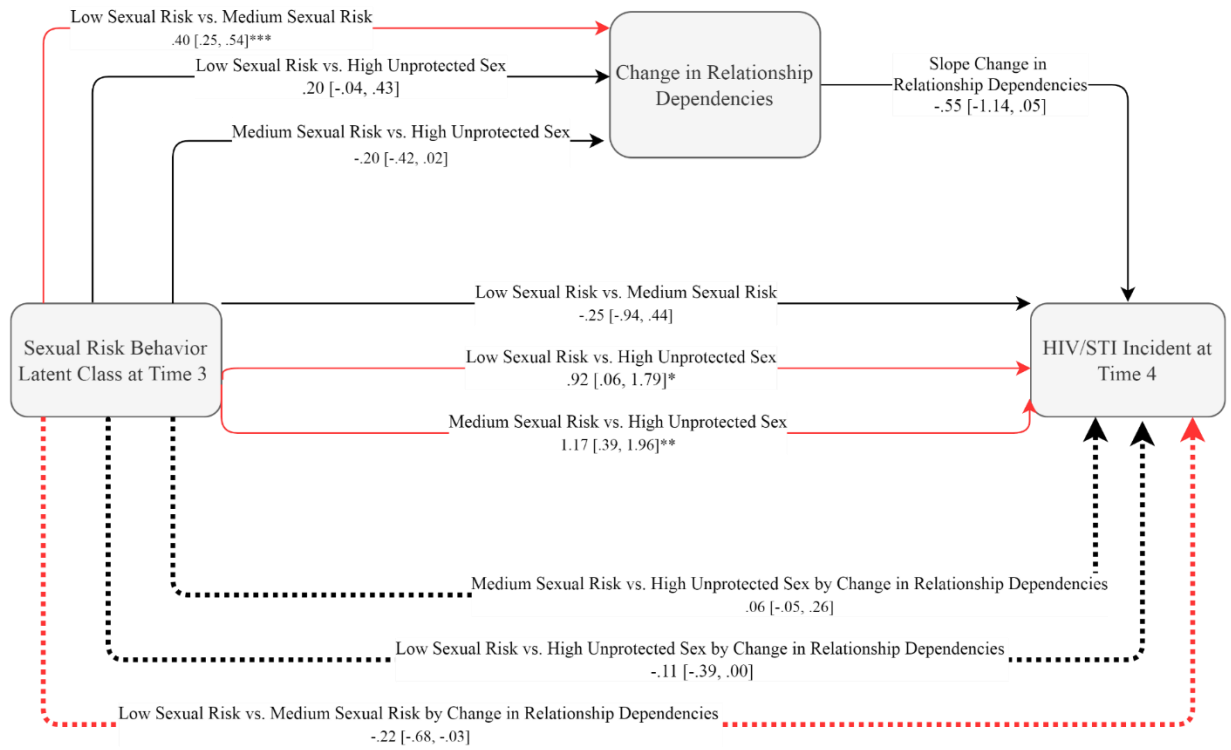 Low Sexual Risk vs. Medium Sexual Risk
.40 [.25, .54]***
Low Sexual Risk vs. High Unprotected Sex
.20 [-.04, .43]
Medium Sexual Risk vs. High Unprotected Sex
-.20 [-.42, .02]
Change in Relationship
Dependencies
Slope Change in
Relationship Dependencies
-.55 [-1.14, .05]
Sexual Risk Behavior
Latent Class at Time 3
Low Sexual Risk vs. Medium Sexual Risk
-.25 [-.94, .44]
Low Sexual Risk vs. High Unprotected Sex
.92 [.06, 1.79]*
Medium Sexual Risk vs. High Unprotected Sex
1.17 [.39, 1.96]**
HIV/STI Incident at
Time 4
Medium Sexual Risk vs. High Unprotected Sex by Change in Relationship Dependencies
.06 [-.05, .26]
Low Sexual Risk vs. High Unprotected Sex by Change in Relationship Dependencies
-.11 [-.39, .00]
Low Sexual Risk vs. Medium Sexual Risk by Change in Relationship Dependencies
-.22 [-.68, -.03]